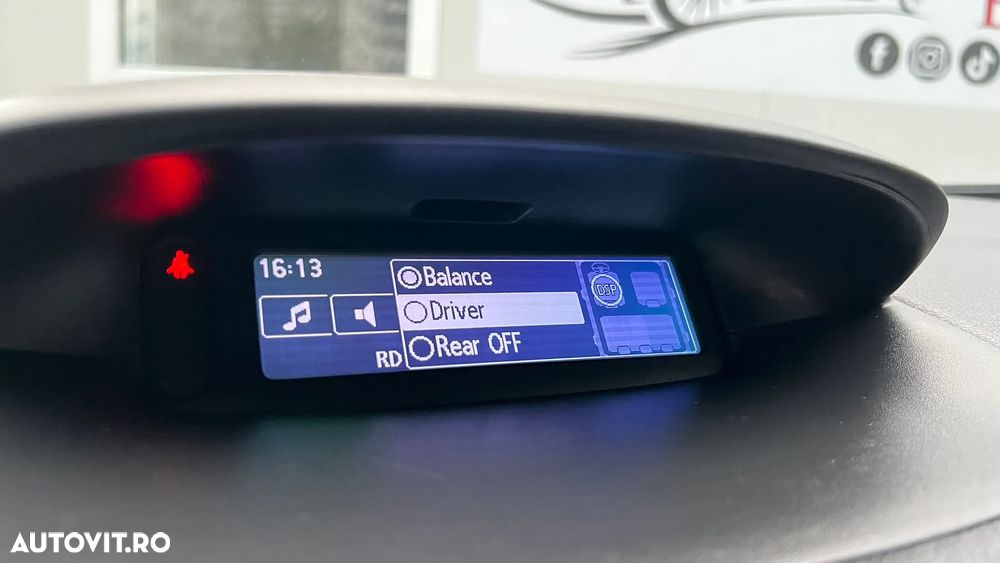 16:13
Balance
Driver
Rear OFF
RD
DSP
AUTOVIT.RO